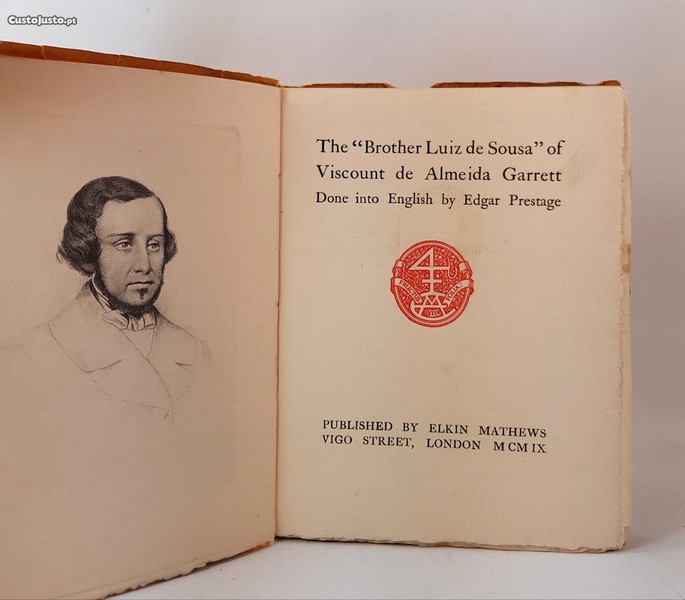 CustoJusto.pt
The "Brother Luiz de Sousa" of
Viscount de Almeida Garrett
Done into English by Edgar Prestage
PUBLISHED BY ELKIN MATHEWS
VIGO STREET, LONDON MCMIX